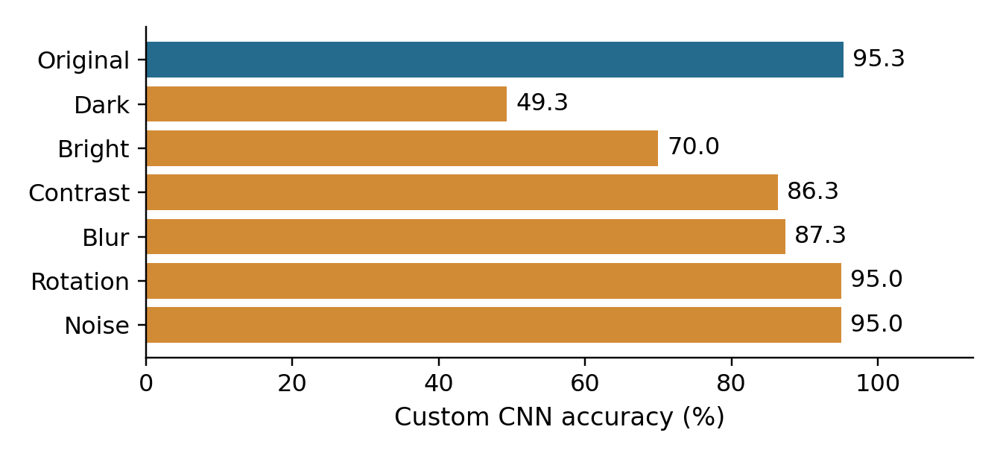 Original 95.3
Dark 49.3
Bright 70.0
Contrast 86.3
Blur 87.3
Rotation 95.0
Noise 95.0
0 20 40 60 80 100
Custom CNN accuracy (%)